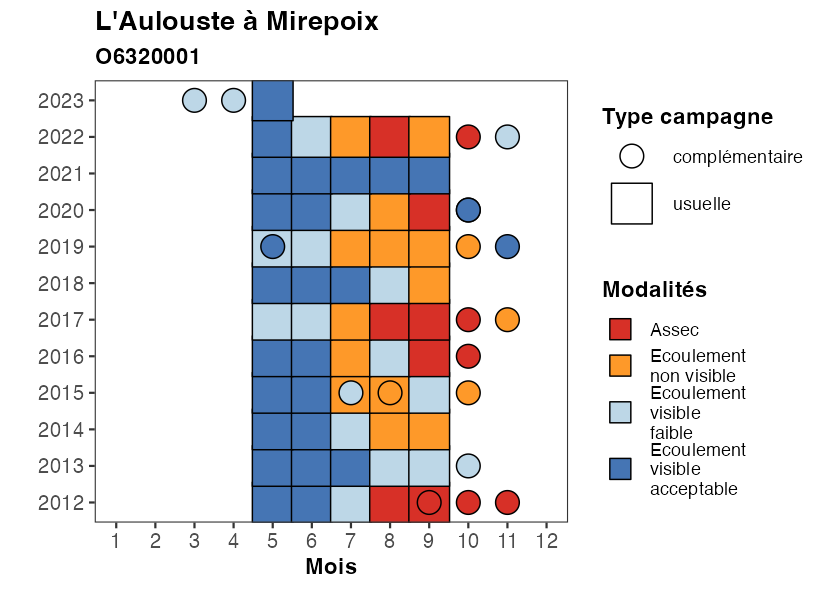 L'Aulouste à Mirepoix
O6320001
2023
2022
2021
2020
2019
2018
2017
2016
2015
2014
2013
2012
1 2 3 4 5 6 7 8 9 10 11 12
Mois
Type campagne
complémentaire
usuelle
Modalités
Assec
Ecoulement
non visible
Ecoulement
visible
faible
Ecoulement
visible
acceptable